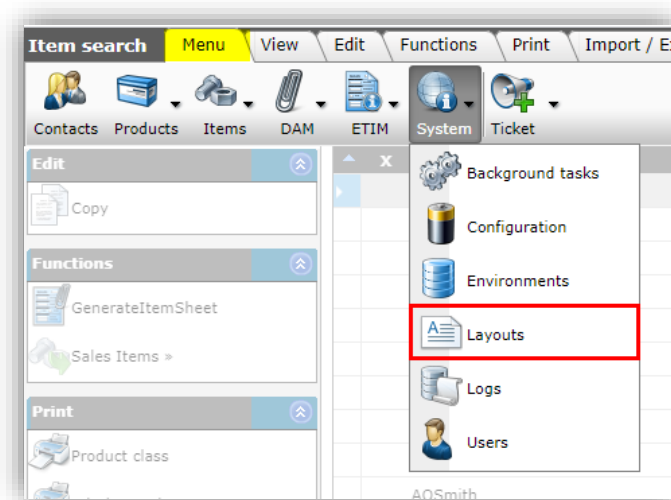 Item search Menu View Edit Functions Print Import / E
Contacts Products Items DAM ETIM System Ticket
Edit X
Copy
Functions
GenerateItemSheet
Sales Items »
Print
Product class
Background tasks
Configuration
Environments
Layouts
Logs
Users
AOSmith